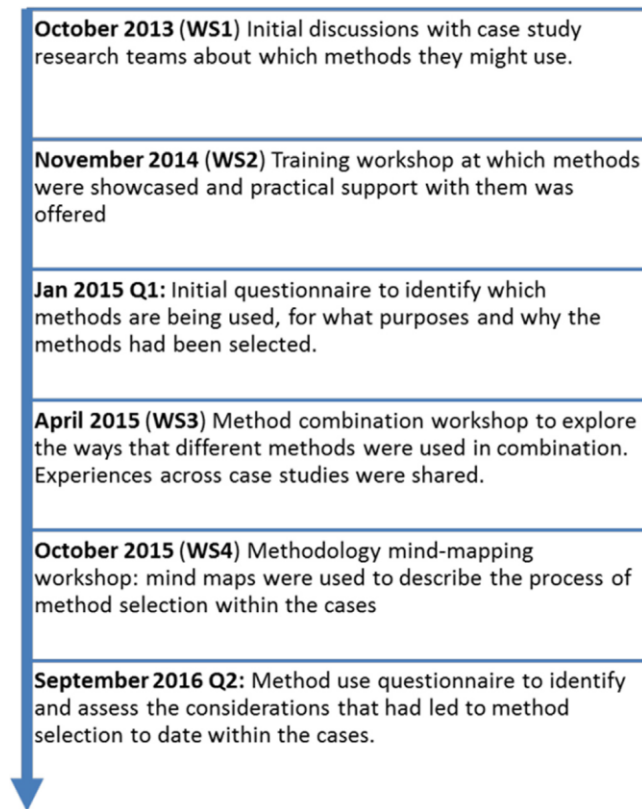 October 2013 (WS1) Initial discussions with case study
research teams about which methods they might use.
November 2014 (WS2) Training workshop at which methods
were showcased and practical support with them was
offered
Jan 2015 Q1: Initial questionnaire to identify which
methods are being used, for what purposes and why the
methods had been selected.
April 2015 (WS3) Method combination workshop to explore
the ways that different methods were used in combination.
Experiences across case studies were shared.
October 2015 (WS4) Methodology mind-mapping
workshop: mind maps were used to describe the process of
method selection within the cases
September 2016 Q2: Method use questionnaire to identify
and assess the considerations that had led to method
selection to date within the cases.